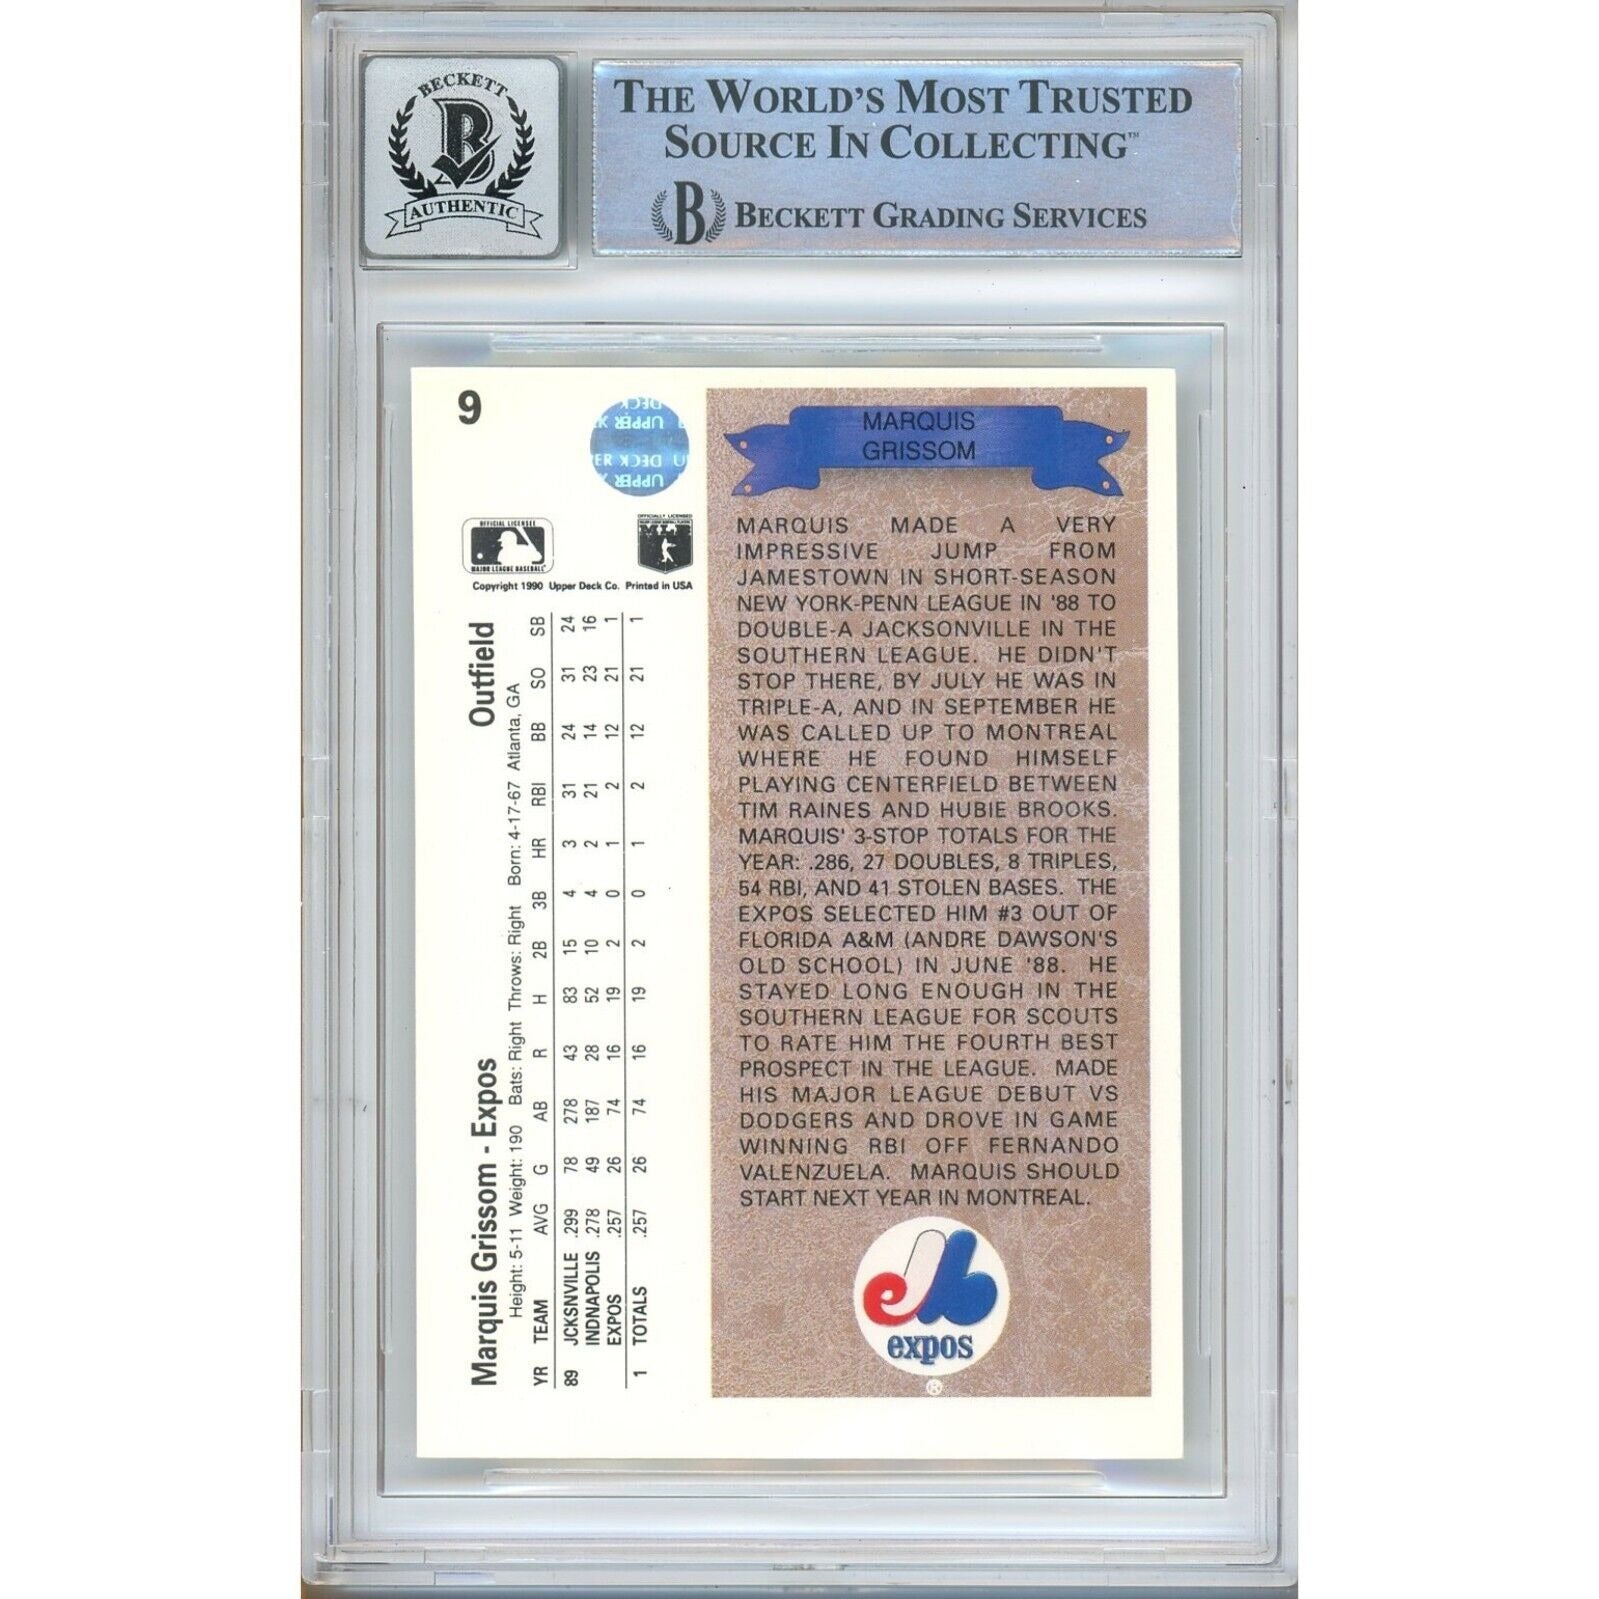 BECKETT
B
AUTHENTIC
THE WORLD'S MOST TRUSTED
SOURCE IN COLLECTING™
B BECKETT GRADING SERVICES
9
UPPER DECK
OFFICIAL LICENSEE
MAJOR LEAGUE BASEBALL
OFFICIALLY LICENSED
Copyright 1990 Upper Deck Co. Printed in USA
Marquis Grissom - Expos Outfield
Height: 5-11 Weight: 190 Bats: Right Throws: Right Born: 4-17-67 Atlanta, GA
YR TEAM AVG G AB R H 2B 3B HR RBI BB SO SB
89 JCKSNVILLE .299 78 278 43 83 15 4 3 31 24 31 24
INDNAPOLIS .278 49 187 28 52 10 4 2 21 14 23 16
EXPOS .257 26 74 16 19 2 0 1 2 12 21 1
1 TOTALS .257 26 74 16 19 2 0 1 2 12 21 1
MARQUIS
GRISSOM
MARQUIS MADE A VERY
IMPRESSIVE JUMP FROM
JAMESTOWN IN SHORT-SEASON
NEW YORK-PENN LEAGUE IN '88 TO
DOUBLE-A JACKSONVILLE IN THE
SOUTHERN LEAGUE. HE DIDN'T
STOP THERE, BY JULY HE WAS IN
TRIPLE-A, AND IN SEPTEMBER HE
WAS CALLED UP TO MONTREAL
WHERE HE FOUND HIMSELF
PLAYING CENTERFIELD BETWEEN
TIM RAINES AND HUBIE BROOKS.
MARQUIS' 3-STOP TOTALS FOR THE
YEAR: .286, 27 DOUBLES, 8 TRIPLES,
54 RBI, AND 41 STOLEN BASES. THE
EXPOS SELECTED HIM #3 OUT OF
FLORIDA A&M (ANDRE DAWSON'S
OLD SCHOOL) IN JUNE '88. HE
STAYED LONG ENOUGH IN THE
SOUTHERN LEAGUE FOR SCOUTS
TO RATE HIM THE FOURTH BEST
PROSPECT IN THE LEAGUE. MADE
HIS MAJOR LEAGUE DEBUT VS
DODGERS AND DROVE IN GAME
WINNING RBI OFF FERNANDO
VALENZUELA. MARQUIS SHOULD
START NEXT YEAR IN MONTREAL.
expos
®